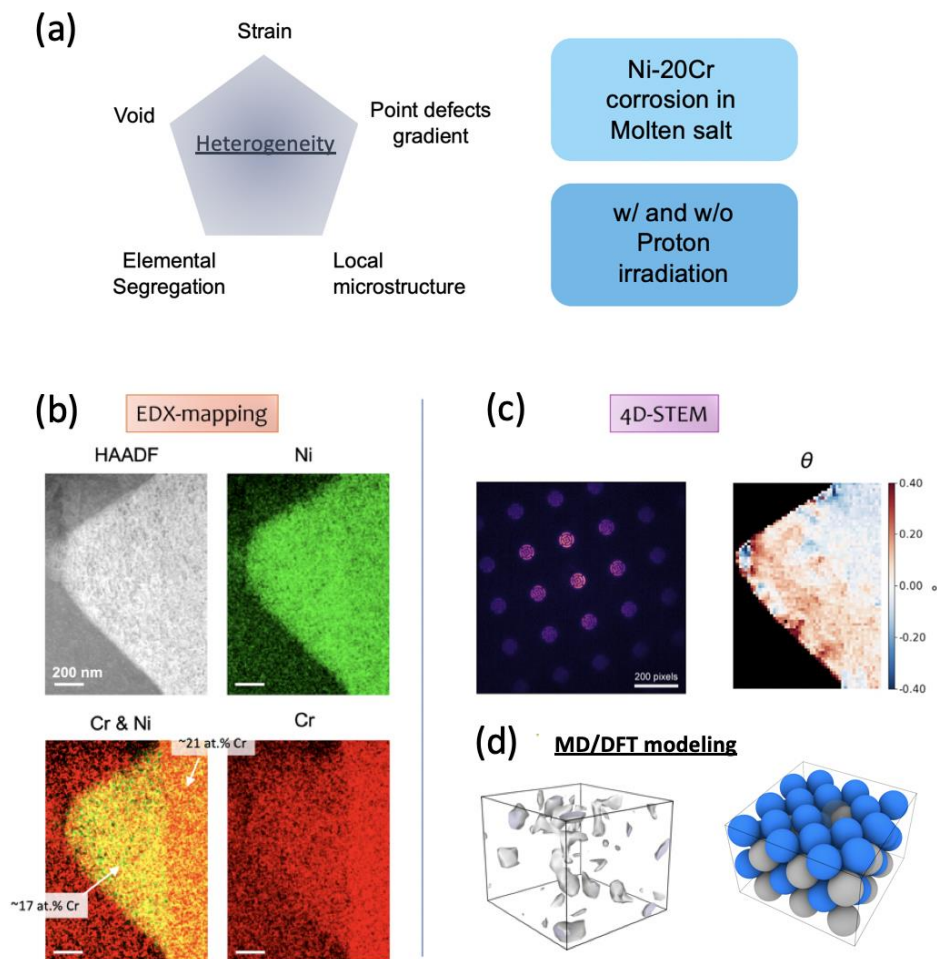 (a)
Strain
Void
Point defects
gradient
Heterogeneity
Elemental
Segregation
Local
microstructure
Ni-20Cr
corrosion in
Molten salt
w/ and w/o
Proton
irradiation
(b)
EDX-mapping
HAADF
Ni
200 nm
Cr & Ni
Cr
~21 at.% Cr
~17 at.% Cr
(c)
4D-STEM
θ
200 pixels
0.40
0.20
0.00
-0.20
-0.40
°
(d)
MD/DFT modeling